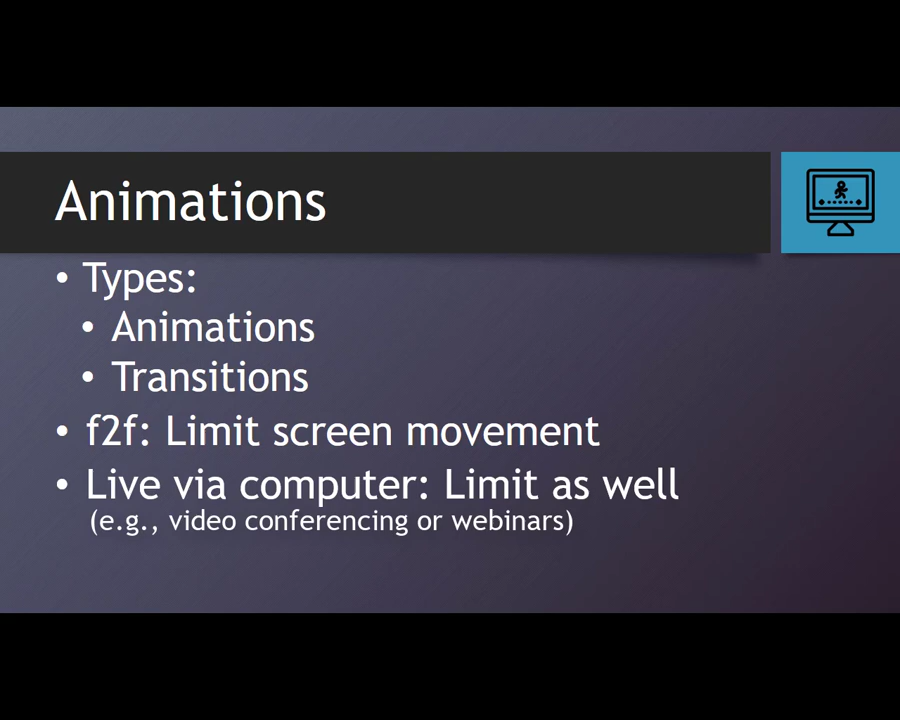 Animations
• Types:
• Animations
• Transitions
• f2f: Limit screen movement
• Live via computer: Limit as well
(e.g., video conferencing or webinars)